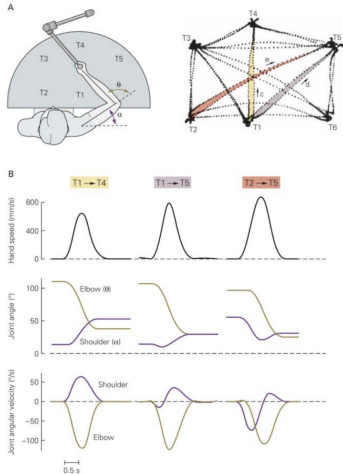 A
T4
T3
T5
θ
T2
T1
α
T4
T3
T5
e
d
c
T2
T1
T6
B
T1 → T4
T1 → T5
T2 → T5
Hand speed (mm/s)
800
400
0
Joint angle (°)
100
50
0
Elbow (θ)
Shoulder (α)
Joint angular velocity (°/s)
50
0
−50
−100
Shoulder
Elbow
0.5 s